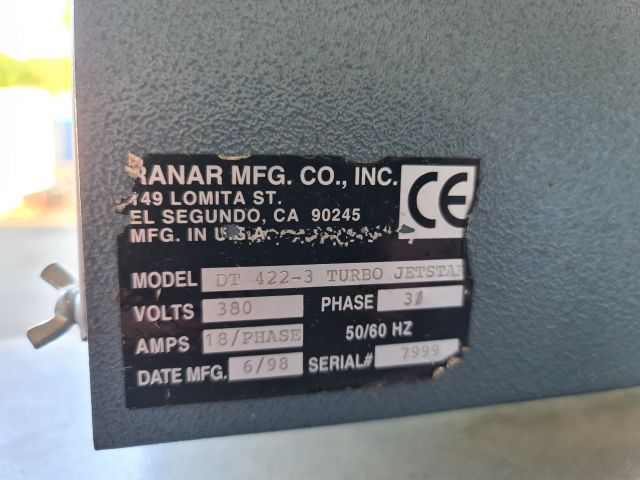 RANAR MFG. CO., INC.
149 LOMITA ST.
EL SEGUNDO, CA 90245
MFG. IN U.S.A.
CE
MODEL DT 422-3 TURBO JETSTAR
VOLTS 380 PHASE 3Ø
AMPS 18/PHASE 50/60 HZ
DATE MFG. 6/98 SERIAL# 7999